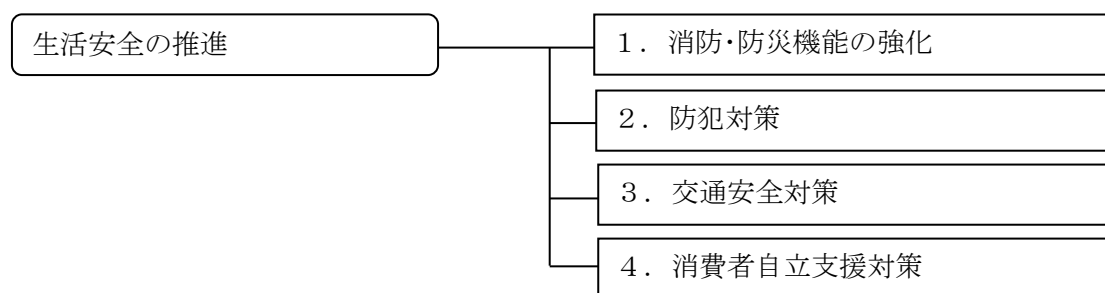 生活安全の推進
１．消防･防災機能の強化
２．防犯対策
３．交通安全対策
４．消費者自立支援対策